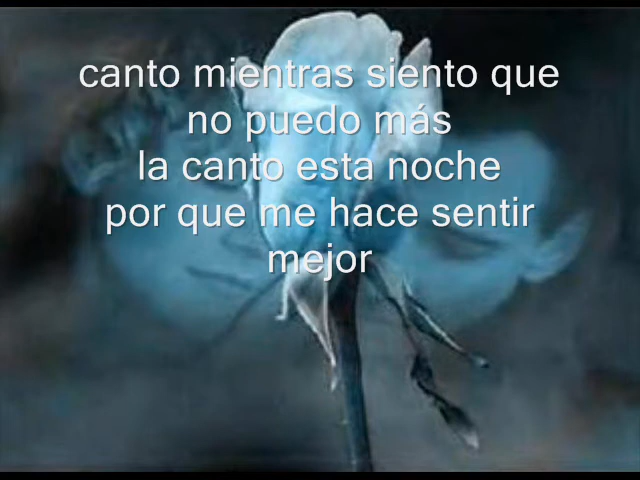 canto mientras siento que
no puedo más
la canto esta noche
por que me hace sentir
mejor